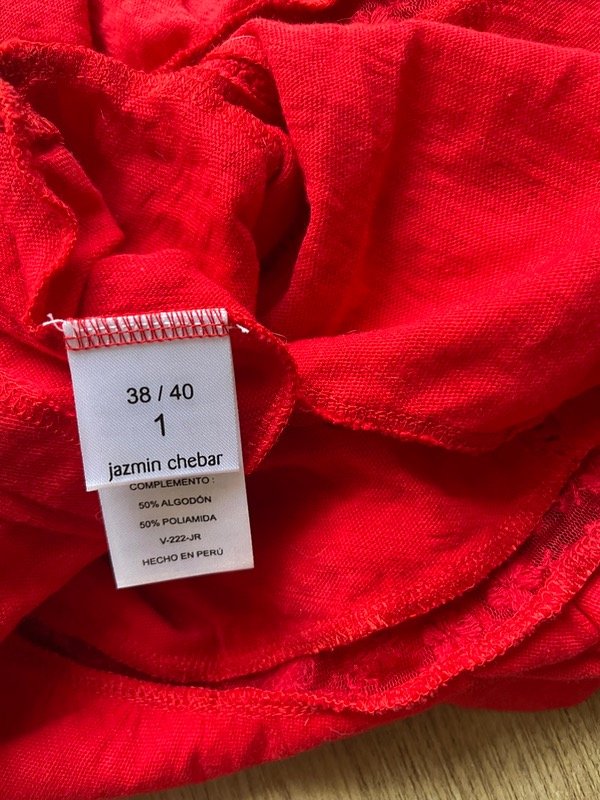 38 / 40
1
jazmin chebar
COMPLEMENTO :
50% ALGODÓN
50% POLIAMIDA
V-222-JR
HECHO EN PERÚ